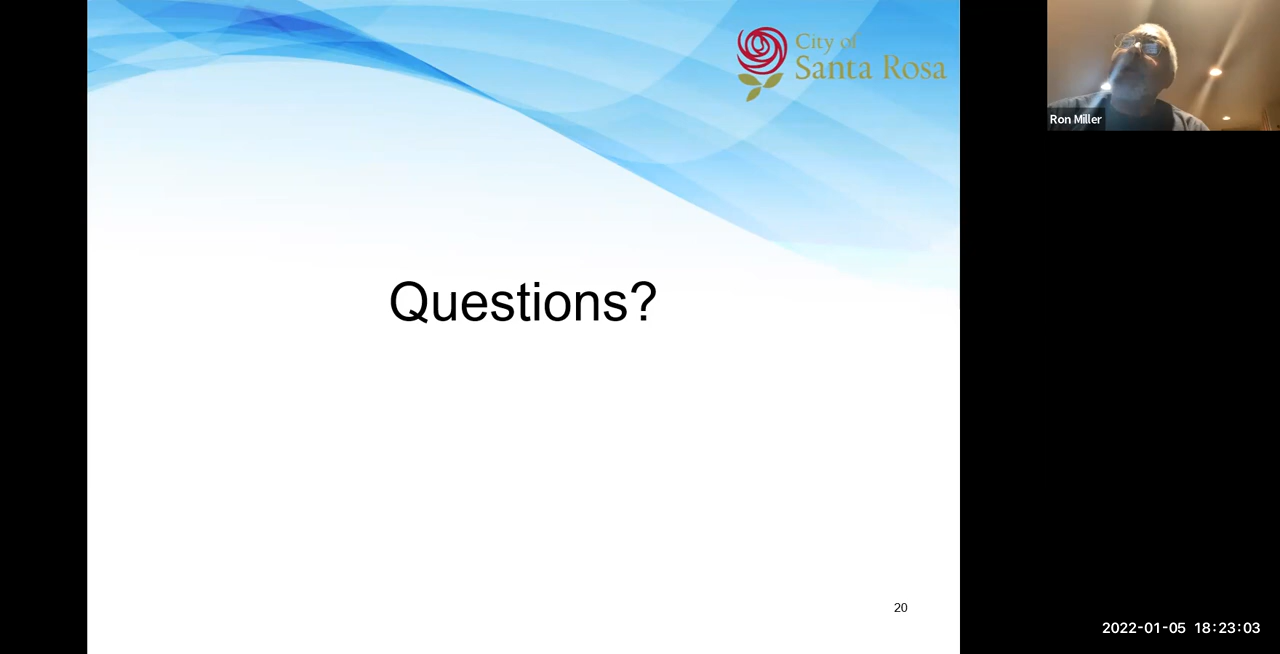 City of
Santa Rosa
Ron Miller
Questions?
20
2022-01-05 18:23:03